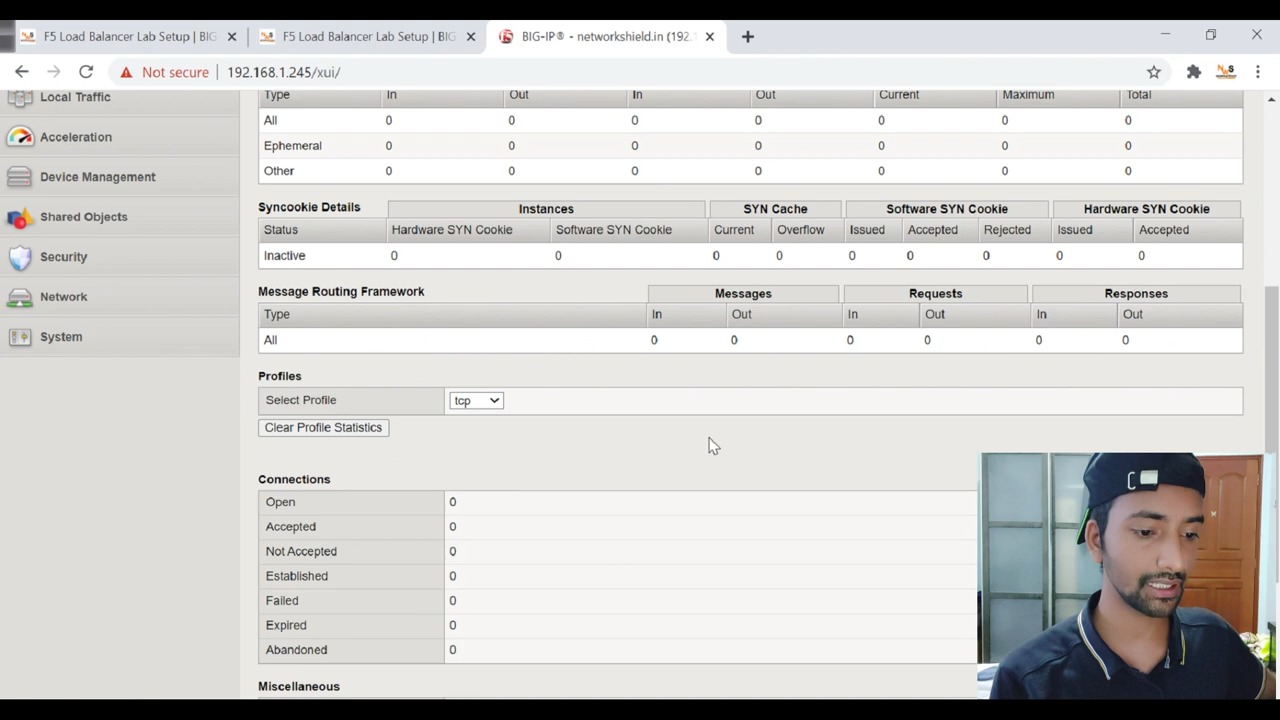 F5 Load Balancer Lab Setup | BIG
F5 Load Balancer Lab Setup | BIG
BIG-IP® - networkshield.in (192.
Not secure
192.168.1.245/xui/
Local Traffic
Acceleration
Device Management
Shared Objects
Security
Network
System
Type In Out In Out Current Maximum Total
All 0 0 0 0 0 0 0
Ephemeral 0 0 0 0 0 0 0
Other 0 0 0 0 0 0 0
Syncookie Details Instances SYN Cache Software SYN Cookie Hardware SYN Cookie
Status Hardware SYN Cookie Software SYN Cookie Current Overflow Issued Accepted Rejected Issued Accepted
Inactive 0 0 0 0 0 0 0 0 0
Message Routing Framework Messages Requests Responses
Type In Out In Out In Out
All 0 0 0 0 0 0
Profiles
Select Profile tcp
Clear Profile Statistics
Connections
Open 0
Accepted 0
Not Accepted 0
Established 0
Failed 0
Expired 0
Abandoned 0
Miscellaneous